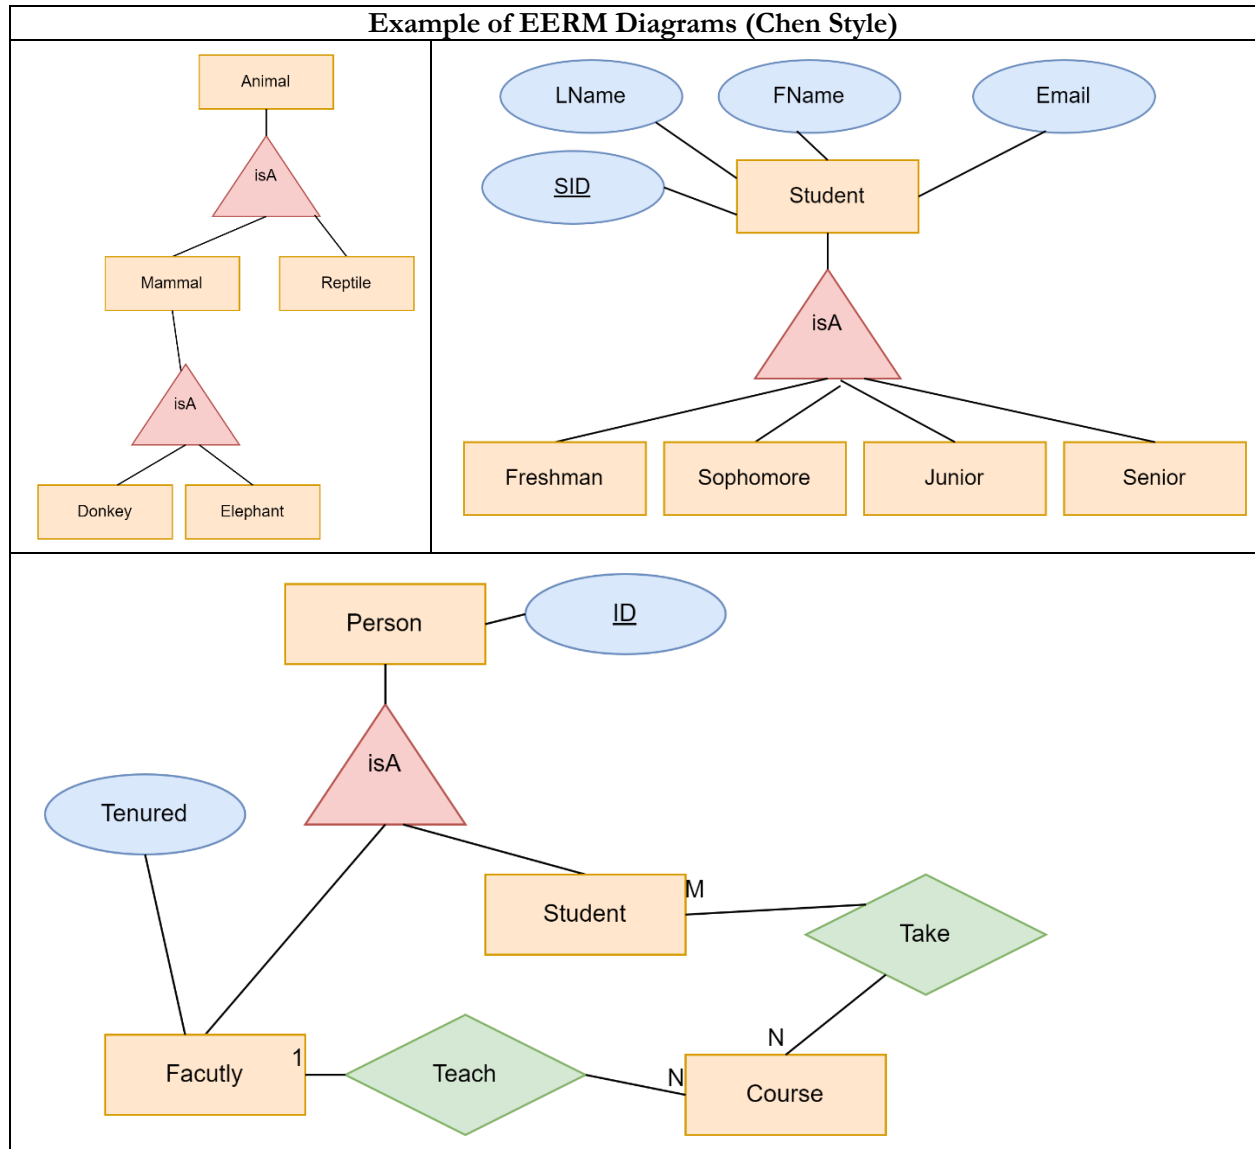 Example of EERM Diagrams (Chen Style)
Animal
isA
Mammal
Reptile
isA
Donkey
Elephant
LName
FName
Email
SID
Student
isA
Freshman
Sophomore
Junior
Senior
Person
ID
isA
Tenured
Student
M
Take
N
Facutly
1
Teach
N
Course